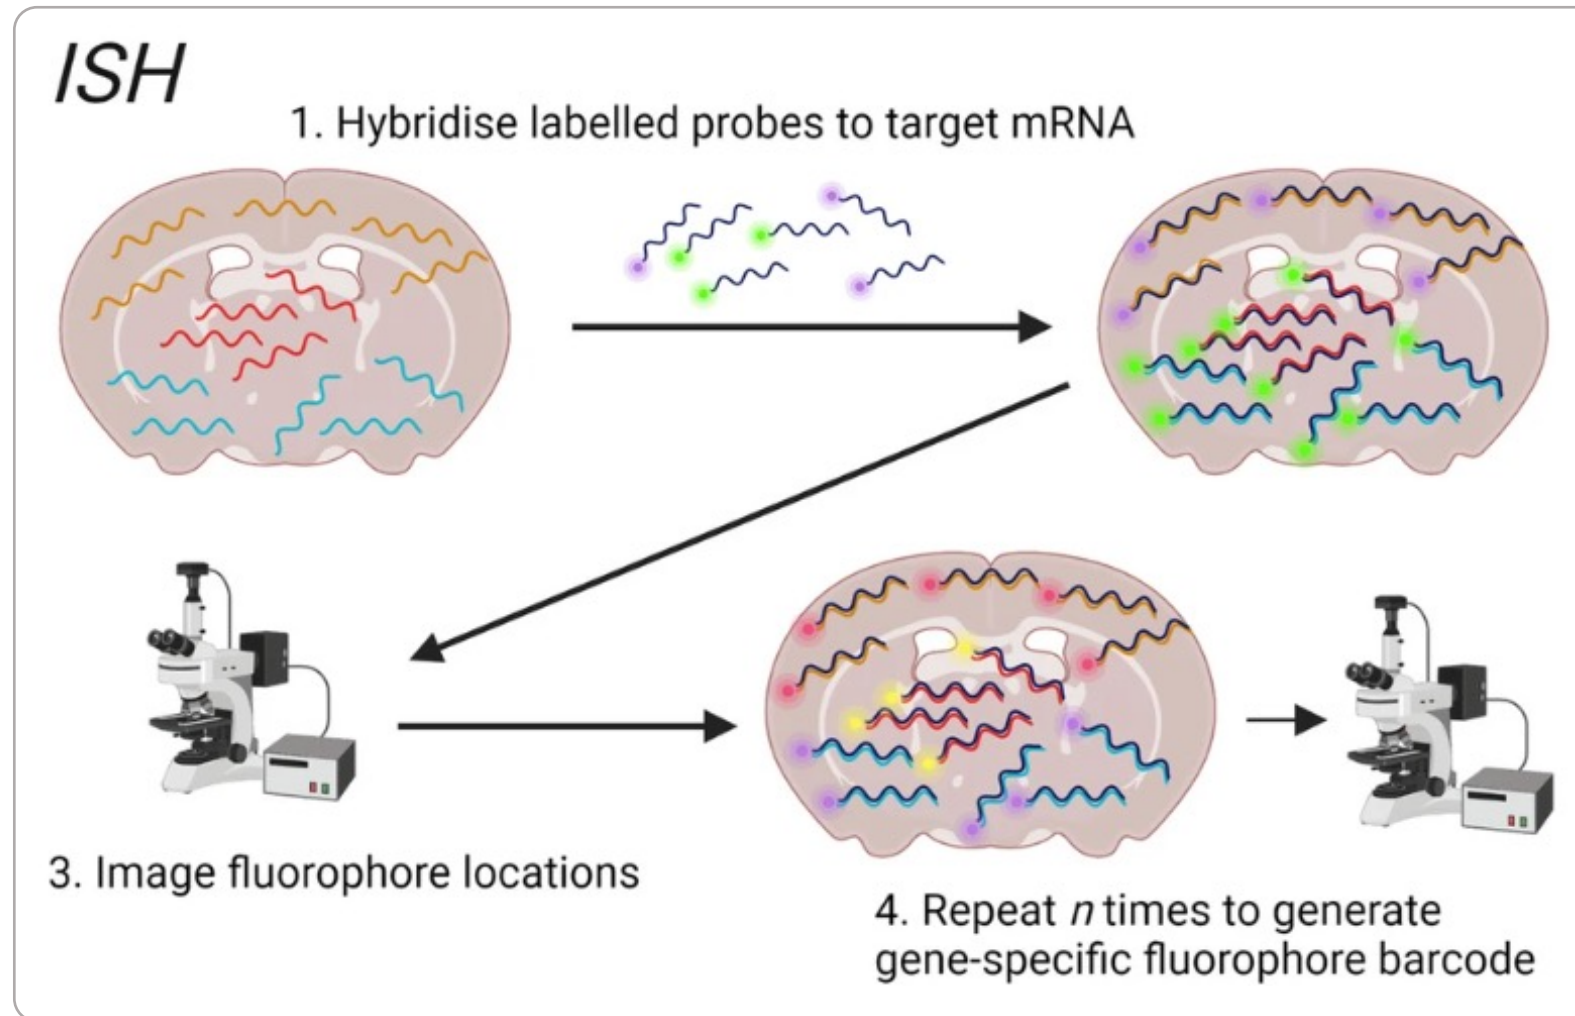 ISH
1. Hybridise labelled probes to target mRNA
3. Image fluorophore locations
4. Repeat n times to generate
gene-specific fluorophore barcode